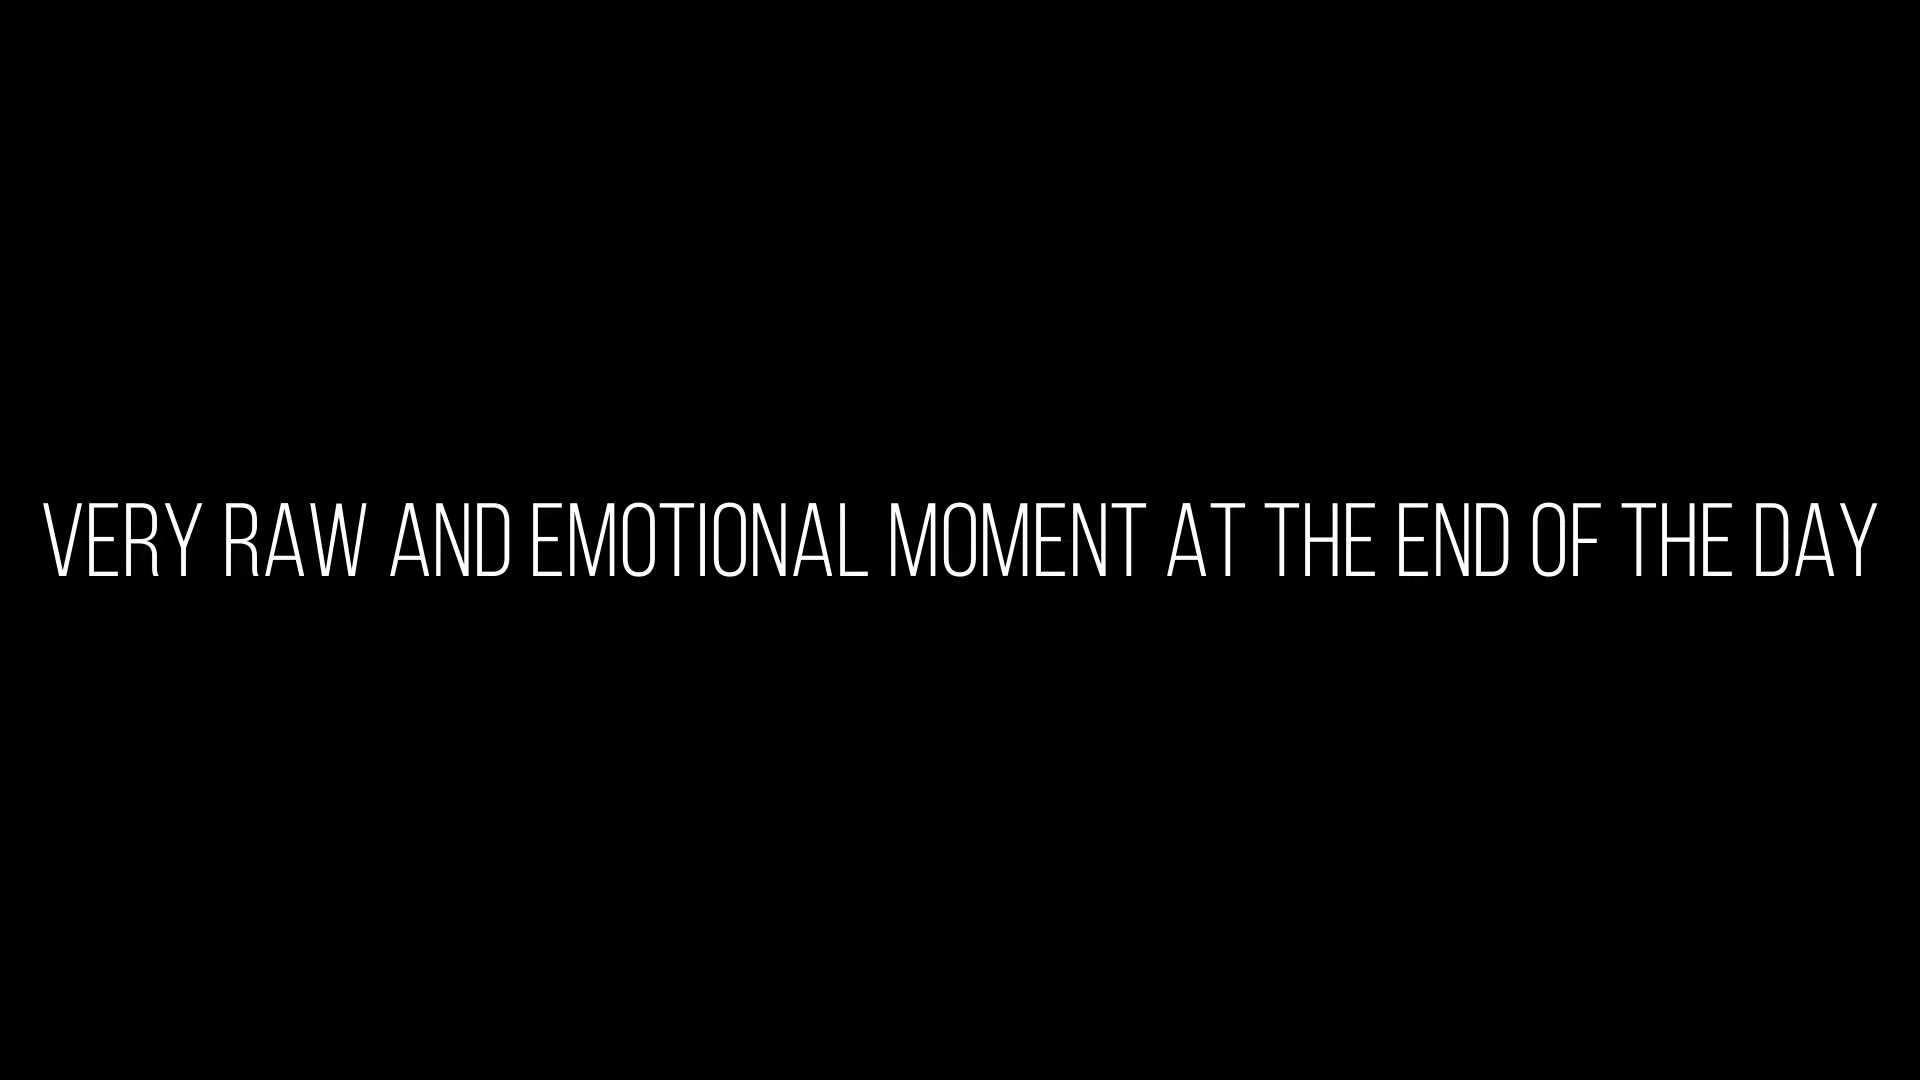 VERY RAW AND EMOTIONAL MOMENT AT THE END OF THE DAY